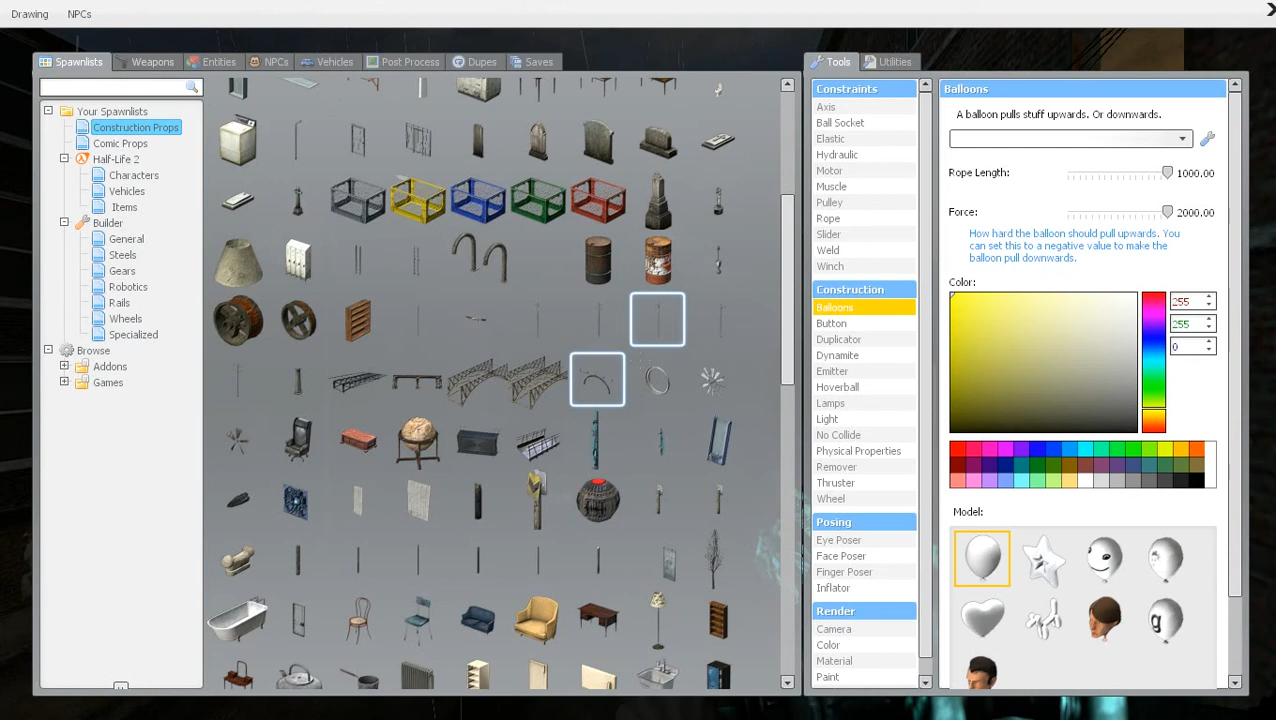 Drawing NPCs
Spawnlists Weapons Entities NPCs Vehicles Post Process Dupes Saves
Your Spawnlists
Construction Props
Comic Props
Half-Life 2
Characters
Vehicles
Items
Builder
General
Steels
Gears
Robotics
Rails
Wheels
Specialized
Browse
Addons
Games
Tools Utilities
Constraints
Axis
Ball Socket
Elastic
Hydraulic
Motor
Muscle
Pulley
Rope
Slider
Weld
Winch
Construction
Balloons
Button
Duplicator
Dynamite
Emitter
Hoverball
Lamps
Light
No Collide
Physical Properties
Remover
Thruster
Wheel
Posing
Eye Poser
Face Poser
Finger Poser
Inflator
Render
Camera
Color
Material
Paint
Balloons
A balloon pulls stuff upwards. Or downwards.
Rope Length: 1000.00
Force: 2000.00
How hard the balloon should pull upwards. You
can set this to a negative value to make the
balloon pull downwards.
Color:
255
255
0
Model: